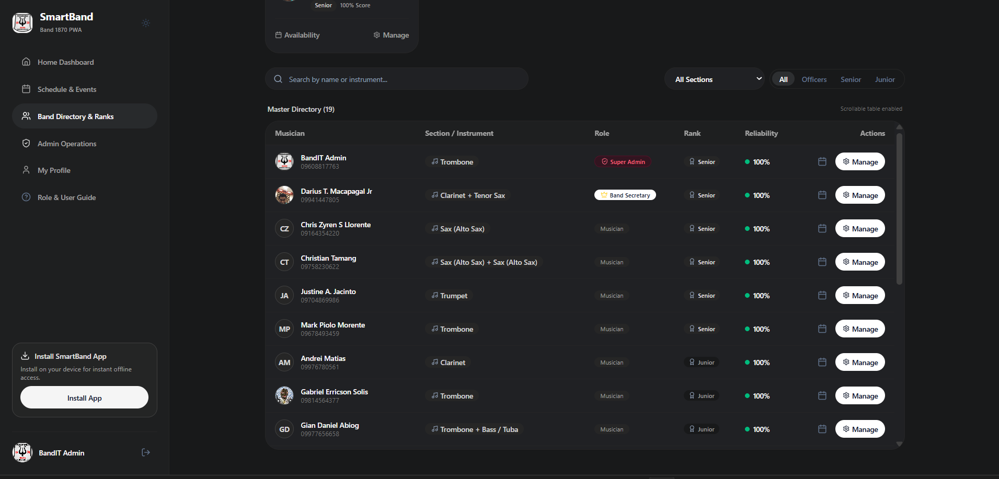 SmartBand
Band 1870 PWA
Home Dashboard
Schedule & Events
Band Directory & Ranks
Admin Operations
My Profile
Role & User Guide
Install SmartBand App
Install on your device for instant offline
access.
Install App
BandIT Admin
Senior 100% Score
Availability Manage
Search by name or instrument...
All Sections All Officers Senior Junior
Master Directory (19) Scrollable table enabled
Musician Section / Instrument Role Rank Reliability Actions
BandIT Admin
09608817763
Trombone Super Admin Senior 100% Manage
Darius T. Macapagal Jr
09941447805
Clarinet + Tenor Sax Band Secretary Senior 100% Manage
CZ Chris Zyren S Llorente
09164354220
Sax (Alto Sax) Musician Senior 100% Manage
CT Christian Tamang
09758230622
Sax (Alto Sax) + Sax (Alto Sax) Musician Senior 100% Manage
JA Justine A. Jacinto
09704869986
Trumpet Musician Senior 100% Manage
MP Mark Piolo Morente
09678493459
Trombone Musician Senior 100% Manage
AM Andrei Matias
09976780561
Clarinet Musician Junior 100% Manage
Gabriel Erricson Solis
09814564377
Trombone Musician Junior 100% Manage
GD Gian Daniel Abiog
09977656658
Trombone + Bass / Tuba Musician Junior 100% Manage